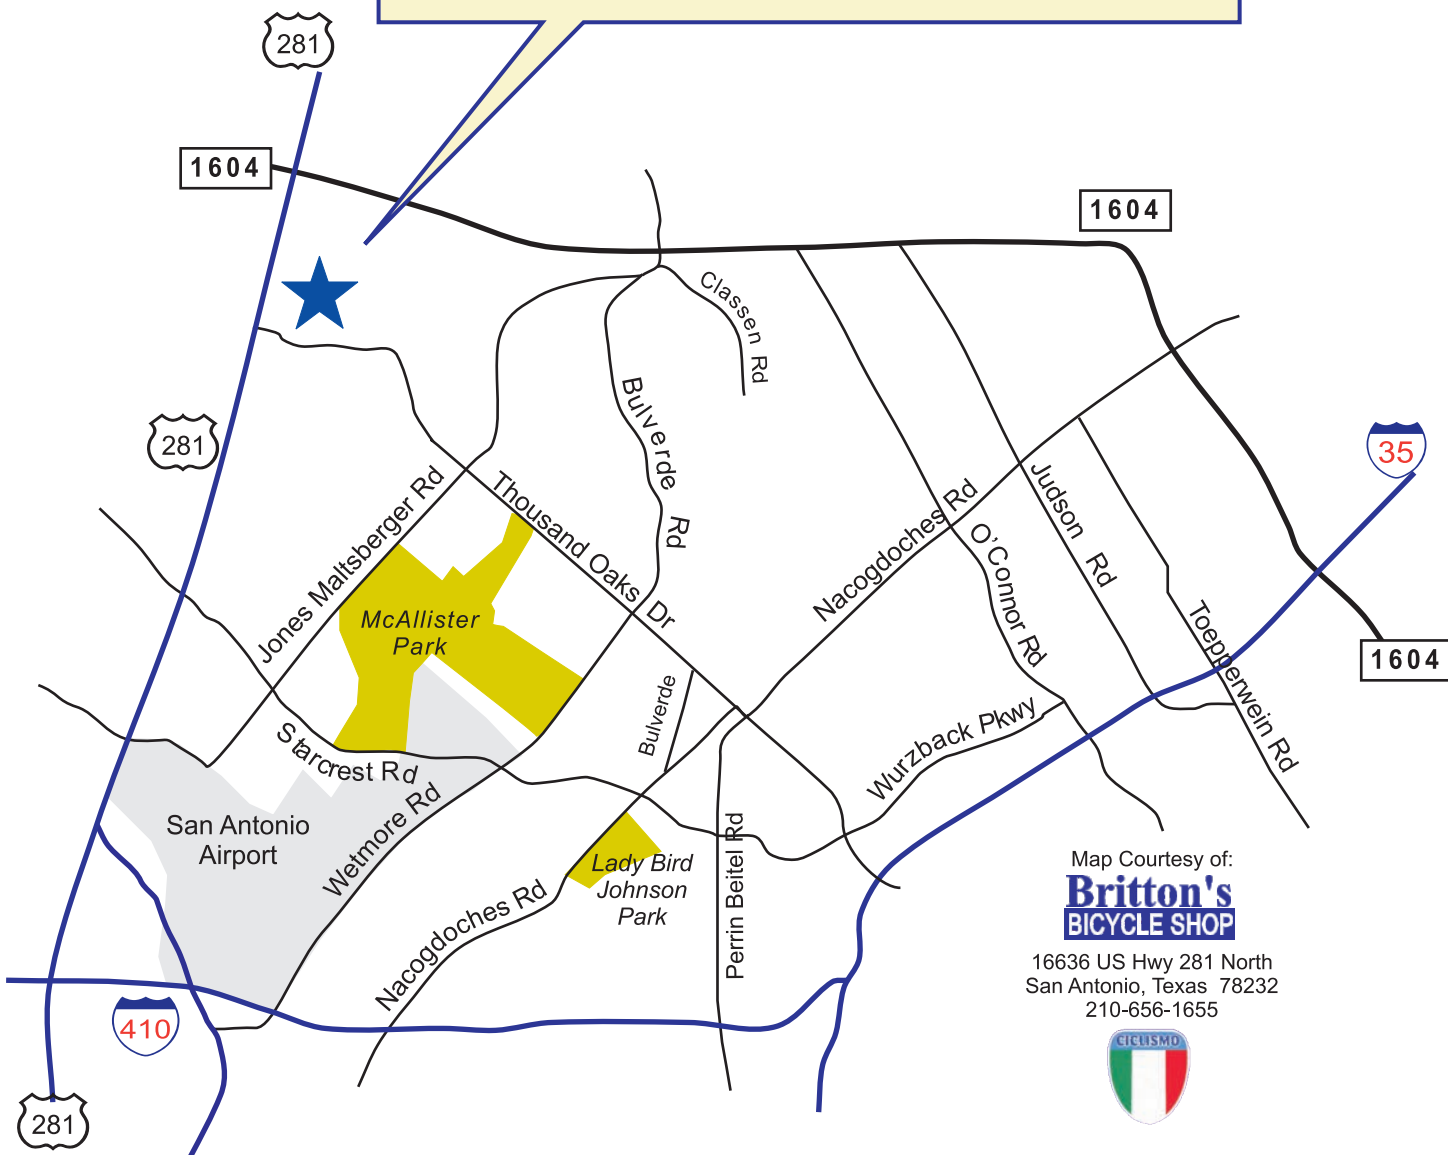 281
1604
1604
Classen Rd
Bulverde Rd
281
35
Jones Maltsberger Rd
Thousand Oaks Dr
Nacogdoches Rd
Judson Rd
O'Connor Rd
McAllister
Park
Toepperwein Rd
1604
Starcrest Rd
Bulverde
Wurzback Pkwy
San Antonio
Airport
Wetmore Rd
Perrin Beitel Rd
Lady Bird
Johnson
Park
Nacogdoches Rd
Map Courtesy of:
Britton's
BICYCLE SHOP
16636 US Hwy 281 North
San Antonio, Texas 78232
210-656-1655
410
CICLISMO
281